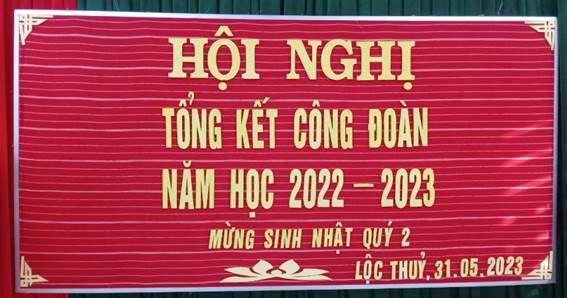 HỘI NGHỊ
TỔNG KẾT CÔNG ĐOÀN
NĂM HỌC 2022 - 2023
MỪNG SINH NHẬT QUÝ 2
LỘC THUỶ, 31.05.2023